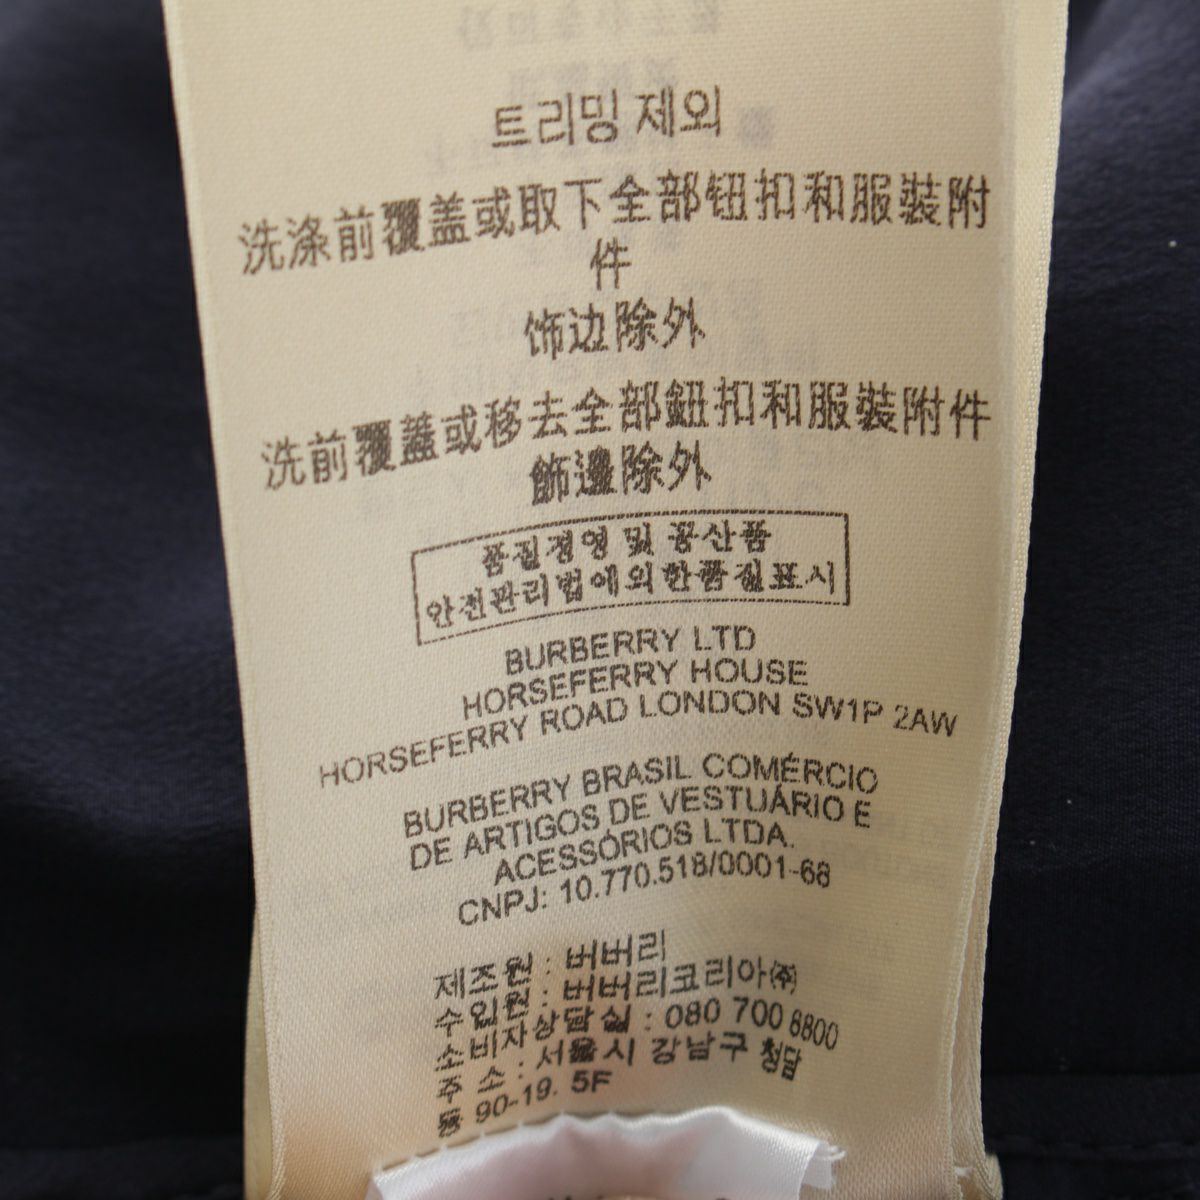 트리밍 제외
洗涤前覆盖或取下全部钮扣和服装附
件
饰边除外
洗前覆蓋或移去全部鈕扣和服裝附件
飾邊除外
품질경영 및 공산품
안전관리법에의한품질표시
BURBERRY LTD
HORSEFERRY HOUSE
HORSEFERRY ROAD LONDON SW1P 2AW
BURBERRY BRASIL COMÉRCIO
DE ARTIGOS DE VESTUÁRIO E
ACESSÓRIOS LTDA.
CNPJ: 10.770.518/0001-68
제조원 : 버버리
수입원 : 버버리코리아㈜
소비자상담실 : 080 700 8800
주 소 : 서울시 강남구 청담
동 90-19. 5F